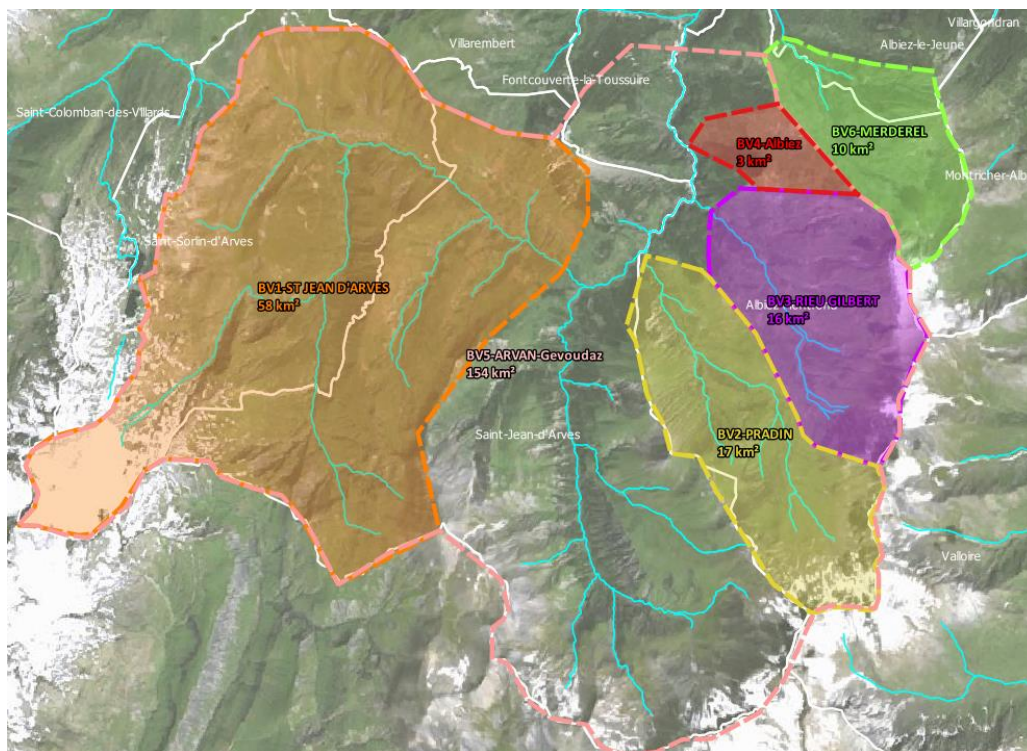 Villargondran
Villarembert
Albiez-le-Jeune
Fontcouverte-la-Toussuire
Saint-Colomban-des-Villards
BV6-MERDEREL
10 km²
BV4-Albiez
3 km²
Montricher-Alb
Saint-Sorlin-d'Arves
BV1-ST JEAN D'ARVES
58 km²
BV3-RIEU GILBERT
16 km²
BV5-ARVAN-Gevoudaz
154 km²
Saint-Jean-d'Arves
BV2-PRADIN
17 km²
Valloire